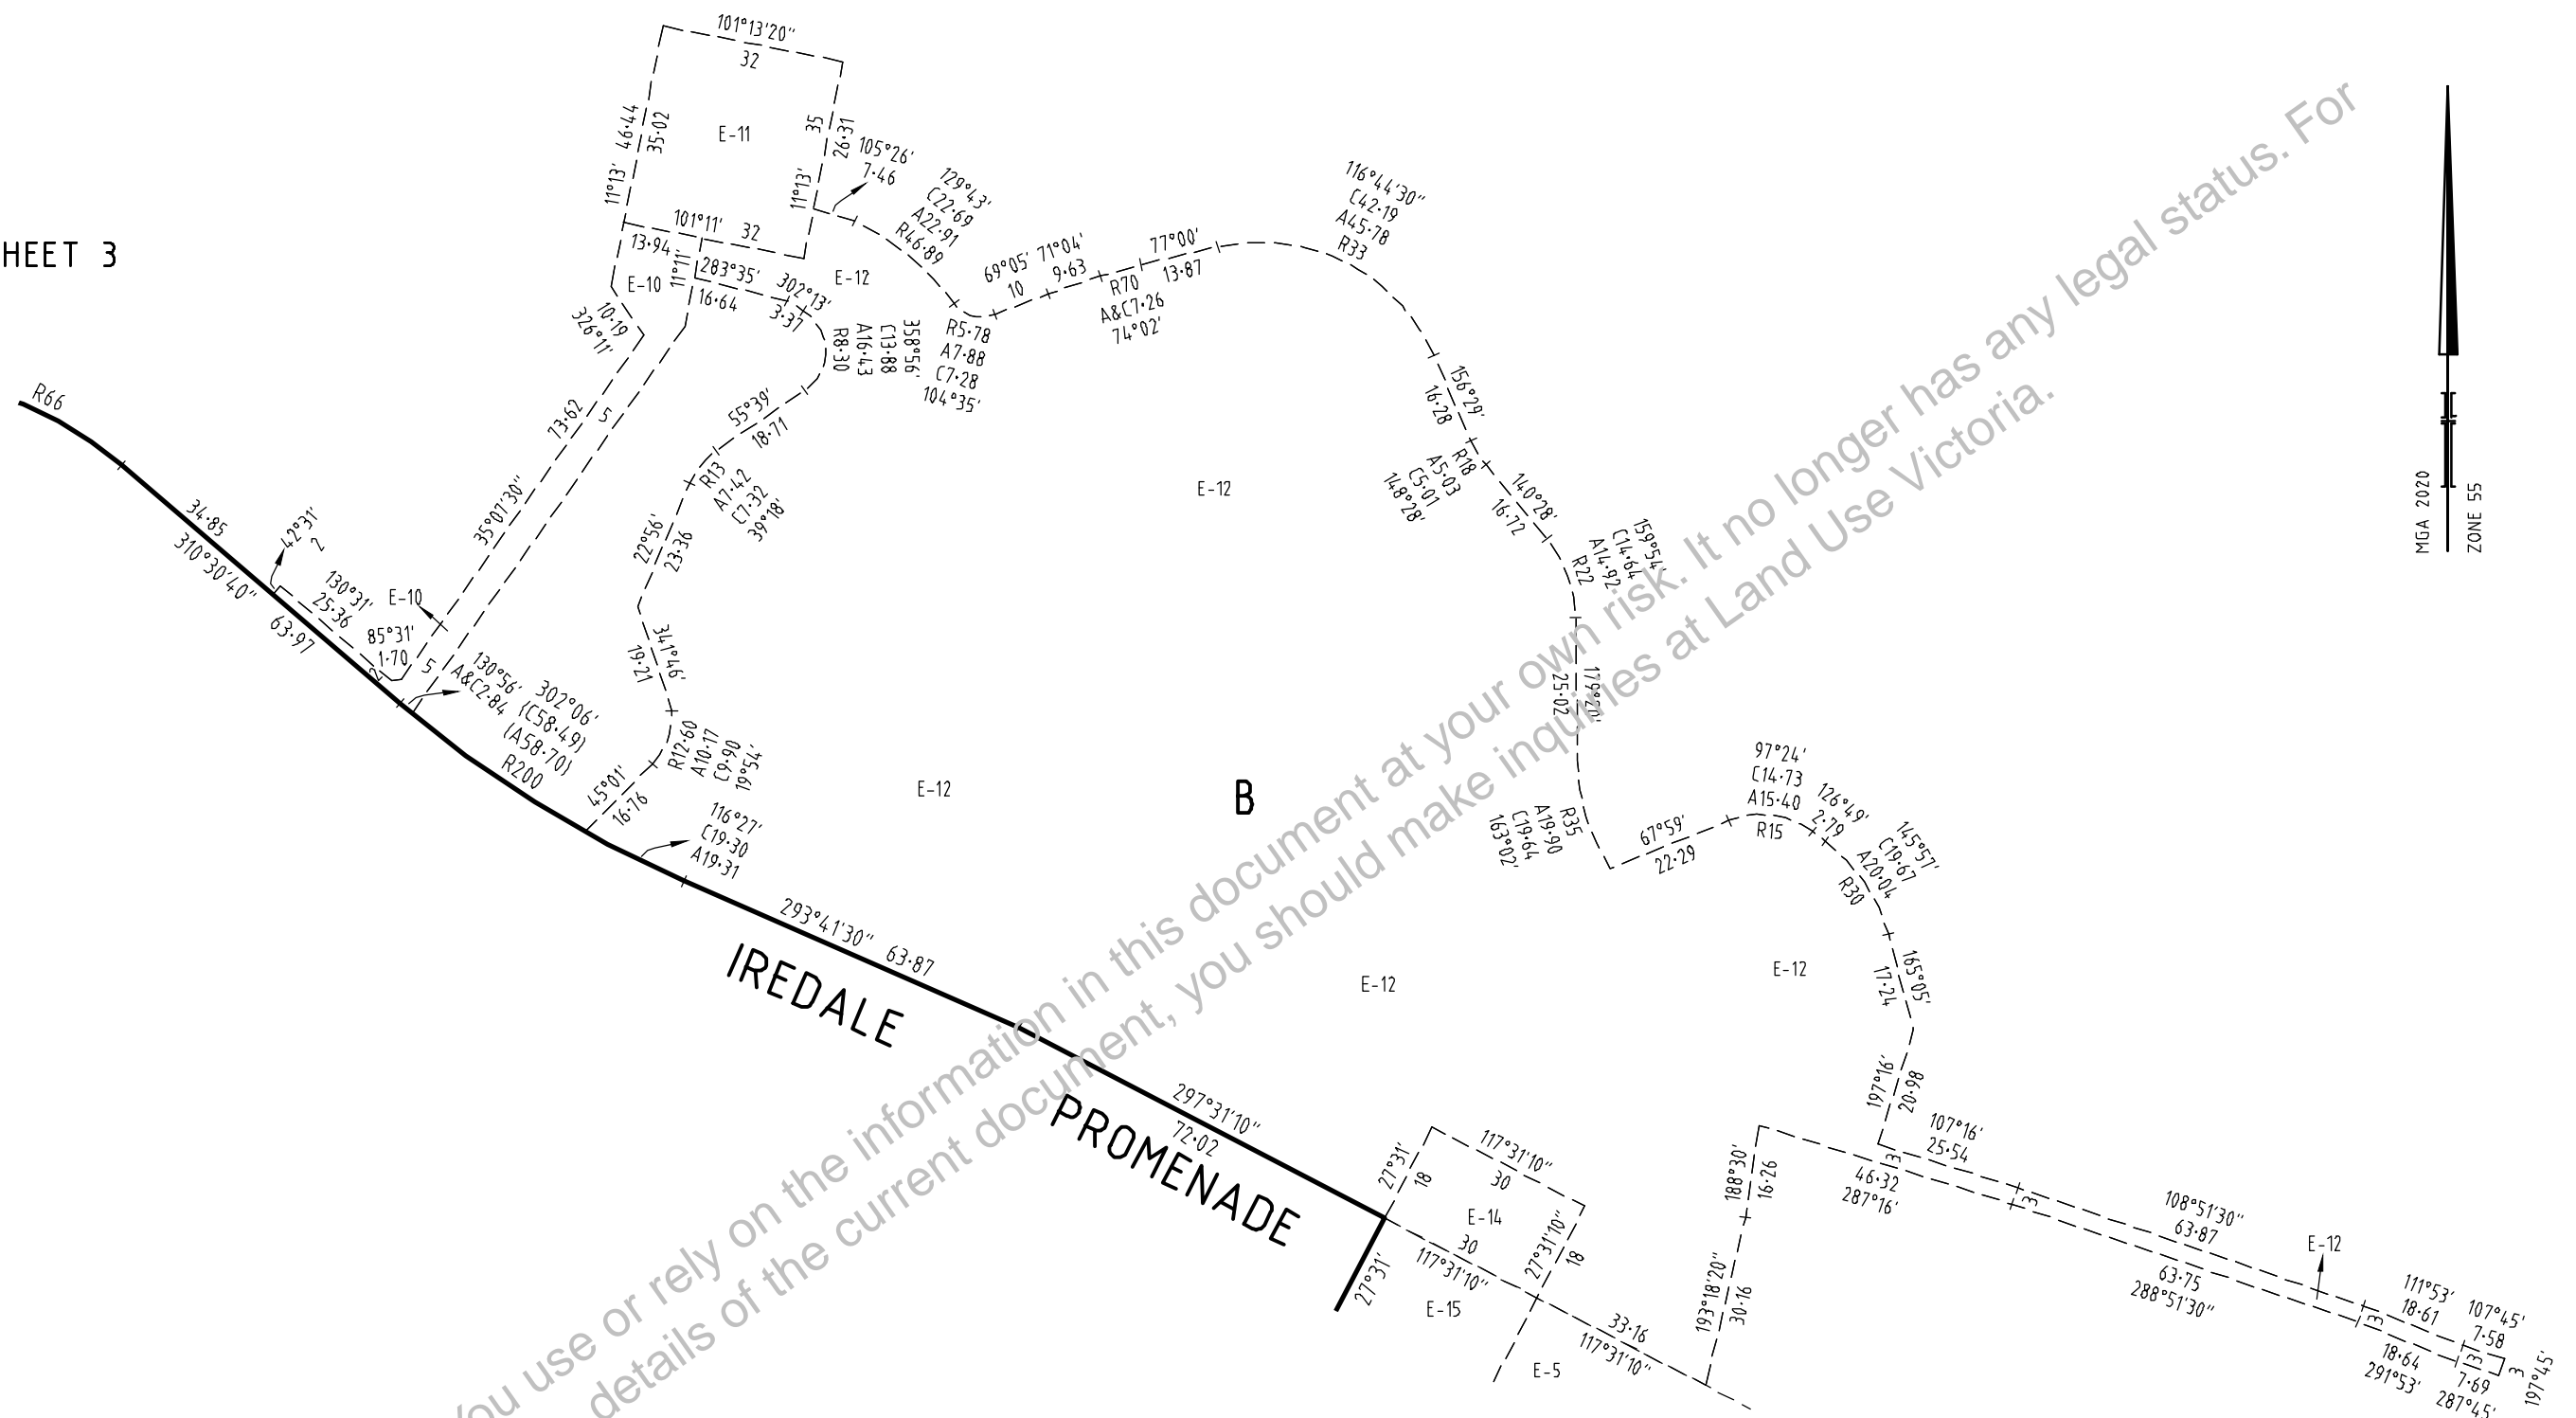 101°13'20"
32
46·44
35·02
11°13'
E-11
35
26·31
11°13'
105°26'
7·46
129°43'
C22·69
A22·91
R46·89
116°44'30"
C42·19
A45·78
R33
HEET 3
101°11'
32
13·94
11°11'
283°35'
16·64
302°13'
3·37
E-12
E-10
10·19
326°11'
69°05'
10
71°04'
9·63
R70
A&C7·26
74°02'
77°00'
13·87
R5·78
A7·88
C7·28
104°35'
358°56'
C13·88
A16·43
R8·30
R66
34·85
310°30'40"
63·97
42°31'
2
130°31'
25·36
E-10
85°31'
1·70
2
5
73·62
5
35°07'30"
55°39'
18·71
R13
A7·42
C7·32
39°18'
22°56'
23·36
341°46'
19·21
130°56'
A&C2·84
302°06'
(C58·49)
(A58·70)
R200
R12·60
A10·17
C9·90
19°54'
45°01'
16·76
116°27'
C19·30
A19·31
E-12
E-12
B
156°29'
16·28
R18
A5·03
C5·01
148°28'
140°28'
16·72
159°54'
C14·64
A14·92
R22
179°20'
25·02
R35
A19·90
C19·64
163°02'
67°59'
22·29
97°24'
C14·73
A15·40
R15
126°49'
2·79
145°57'
C19·67
A20·04
R30
165°05'
17·24
197°16'
20·98
E-12
E-12
293°41'30" 63·87
IREDALE
PROMENADE
297°31'10"
72·02
27°31'
18
117°31'10"
30
E-14
30
117°31'10"
27°31'10"
18
27°31'
E-15
E-5
33·16
117°31'10"
188°30'
16·26
193°18'20"
30·16
107°16'
25·54
3
46·32
287°16'
3
108°51'30"
63·87
63·75
288°51'30"
E-12
111°53'
18·61
107°45'
7·58
3
3
3
197°45'
18·64
291°53'
7·69
287°45'
MGA 2020
ZONE 55
You use or rely on the information in this document at your own risk. It no longer has any legal status. For
details of the current document, you should make inquiries at Land Use Victoria.